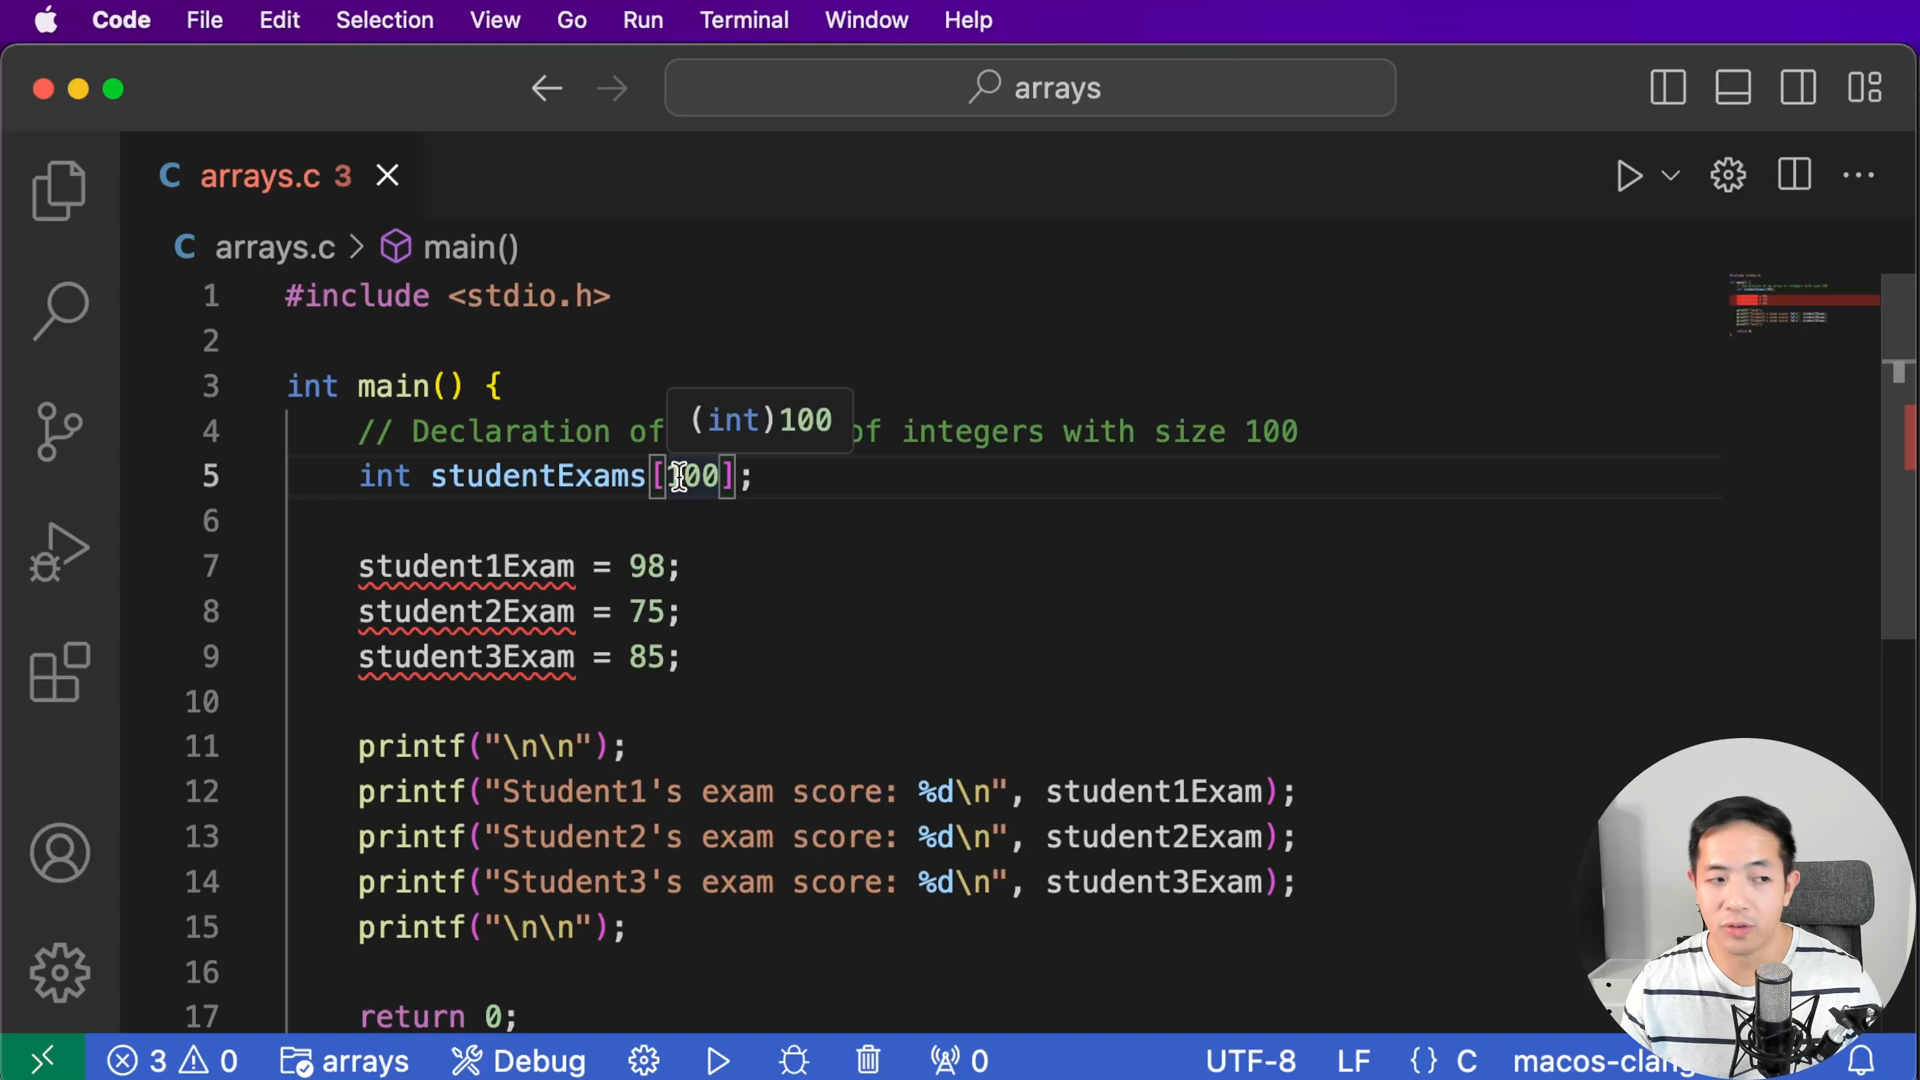 Code File Edit Selection View Go Run Terminal Window Help
arrays
C arrays.c 3
C arrays.c > main()
1 #include <stdio.h>
2
3 int main() {
(int)100
4 // Declaration of of integers with size 100
5 int studentExams[100];
6
7 student1Exam = 98;
8 student2Exam = 75;
9 student3Exam = 85;
10
11 printf("\n\n");
12 printf("Student1's exam score: %d\n", student1Exam);
13 printf("Student2's exam score: %d\n", student2Exam);
14 printf("Student3's exam score: %d\n", student3Exam);
15 printf("\n\n");
16
17 return 0;
3 0 arrays Debug 0 UTF-8 LF {} C macos-clang